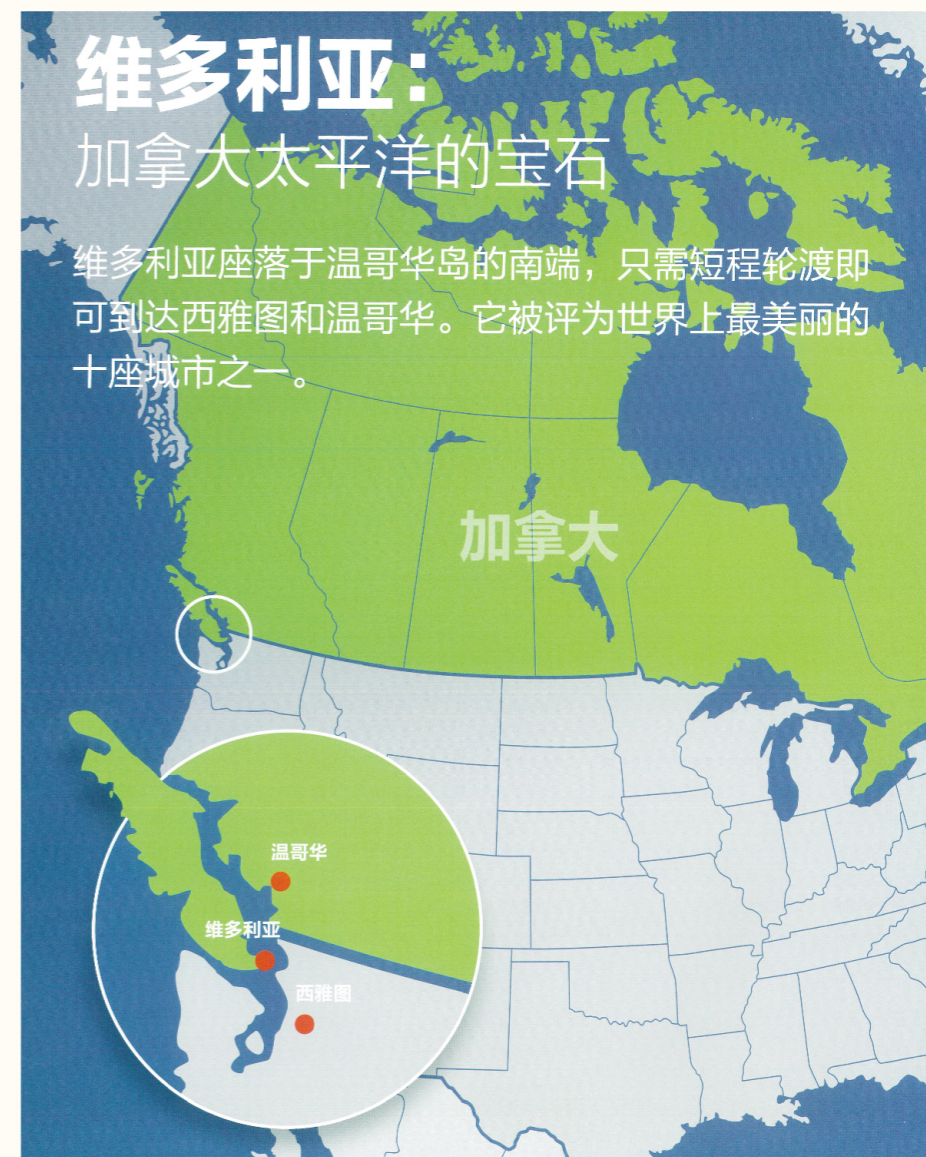 维多利亚：
加拿大太平洋的宝石
维多利亚座落于温哥华岛的南端，只需短程轮渡即
可到达西雅图和温哥华。它被评为世界上最美丽的
十座城市之一。
加拿大
温哥华
维多利亚
西雅图